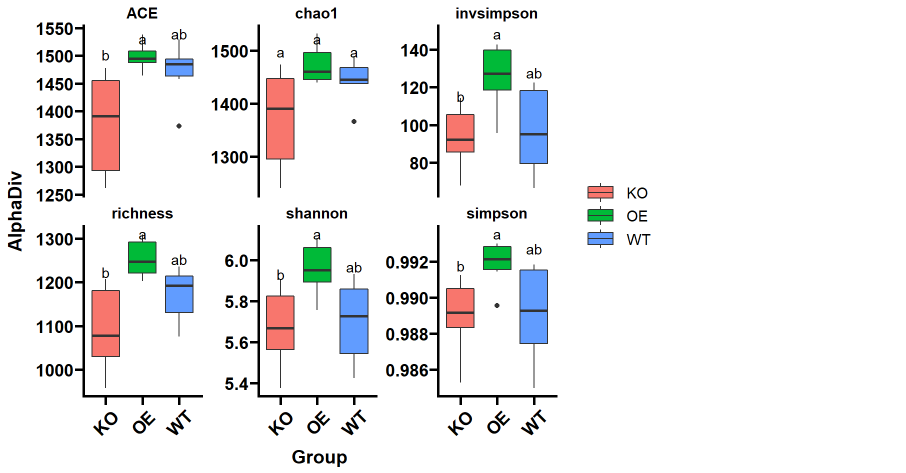 ACE chao1 invsimpson
1550
1500
1450
1400
1350
1300
1250
b a ab
1500
1400
1300
a a a
140
120
100
80
b a ab
richness shannon simpson
1300
1200
1100
1000
b a ab
6.0
5.8
5.6
5.4
b a ab
0.992
0.990
0.988
0.986
b a ab
KO OE WT KO OE WT KO OE WT
Group
AlphaDiv
KO
OE
WT